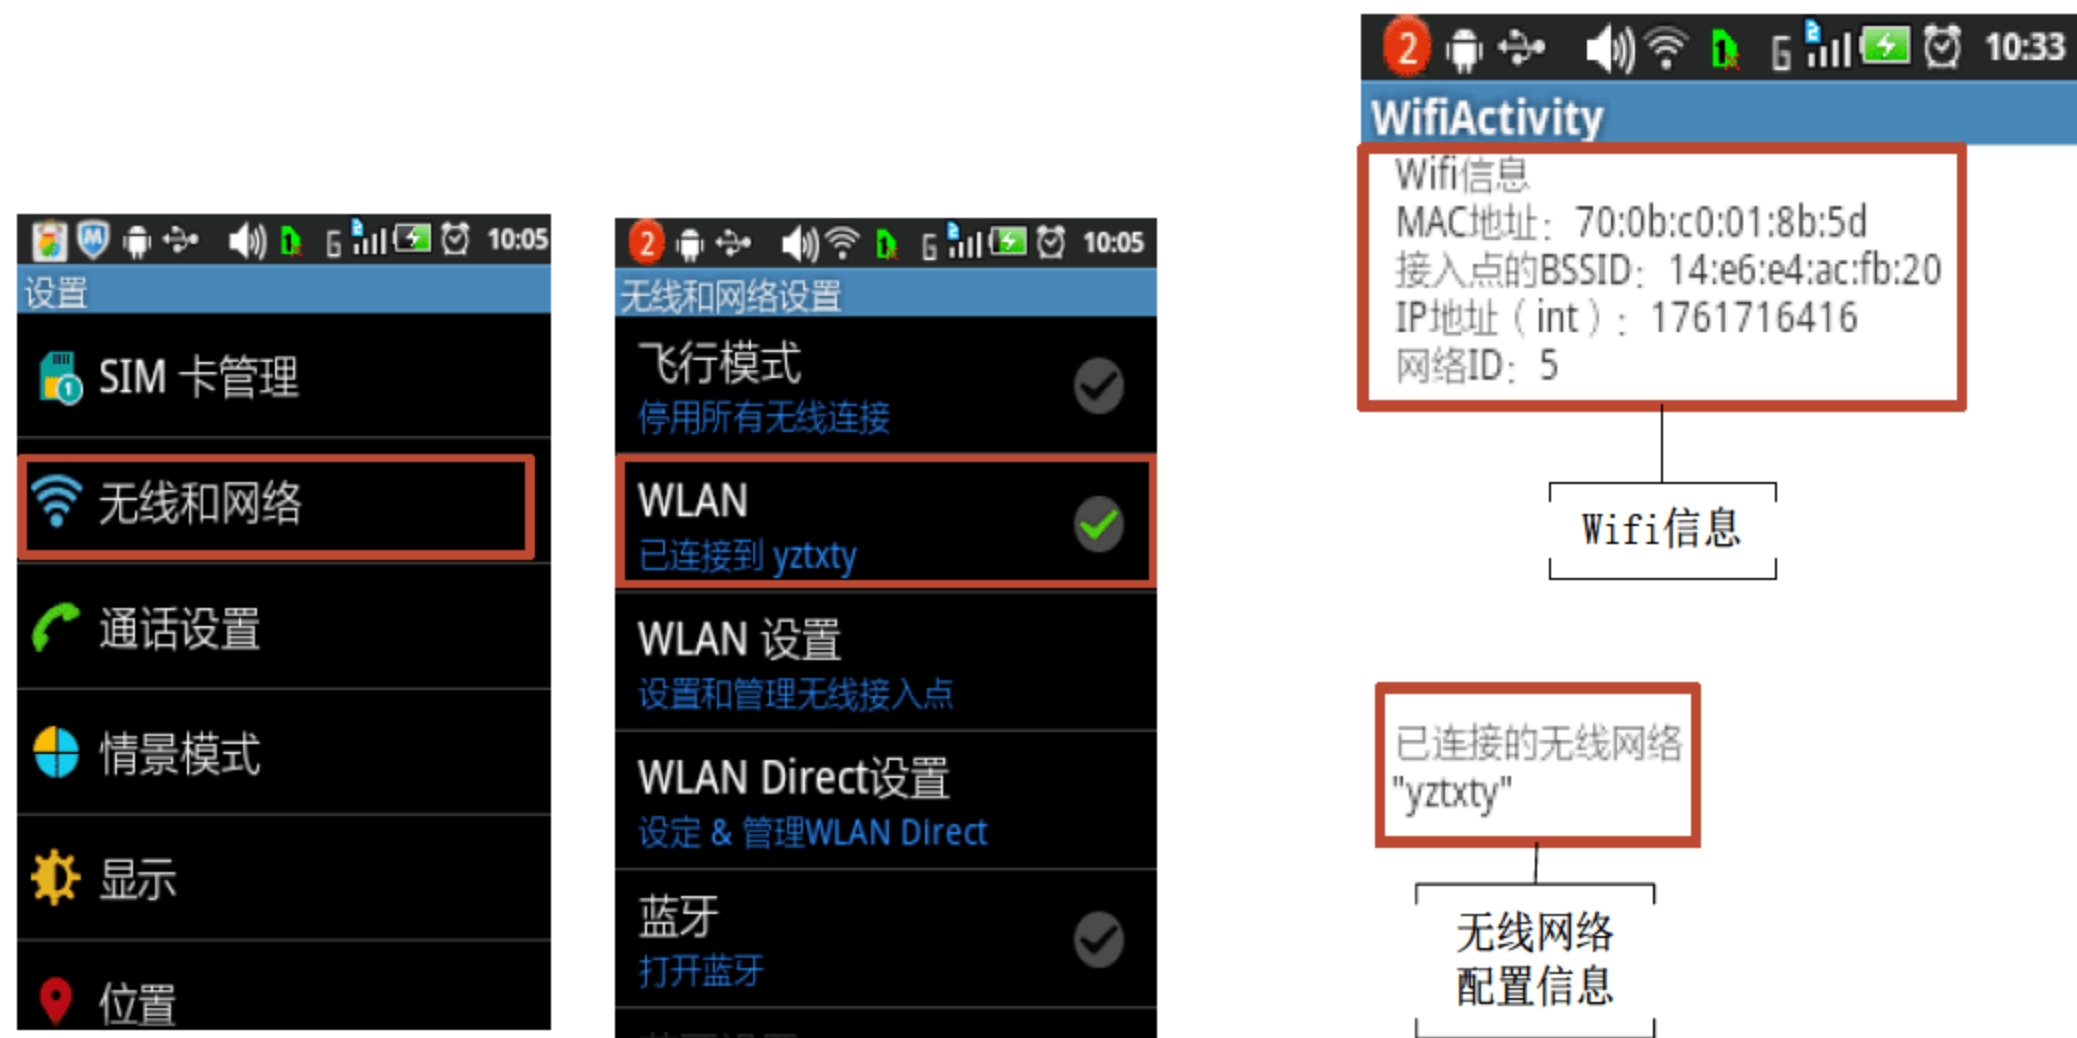 10:05
设置
SIM 卡管理
无线和网络
通话设置
情景模式
显示
位置
2
10:05
无线和网络设置
飞行模式
停用所有无线连接
WLAN
已连接到 yztxty
WLAN 设置
设置和管理无线接入点
WLAN Direct设置
设定 & 管理WLAN Direct
蓝牙
打开蓝牙
2
10:33
WifiActivity
Wifi信息
MAC地址：70:0b:c0:01:8b:5d
接入点的BSSID：14:e6:e4:ac:fb:20
IP地址（int）：1761716416
网络ID：5
Wifi信息
已连接的无线网络
"yztxty"
无线网络
配置信息